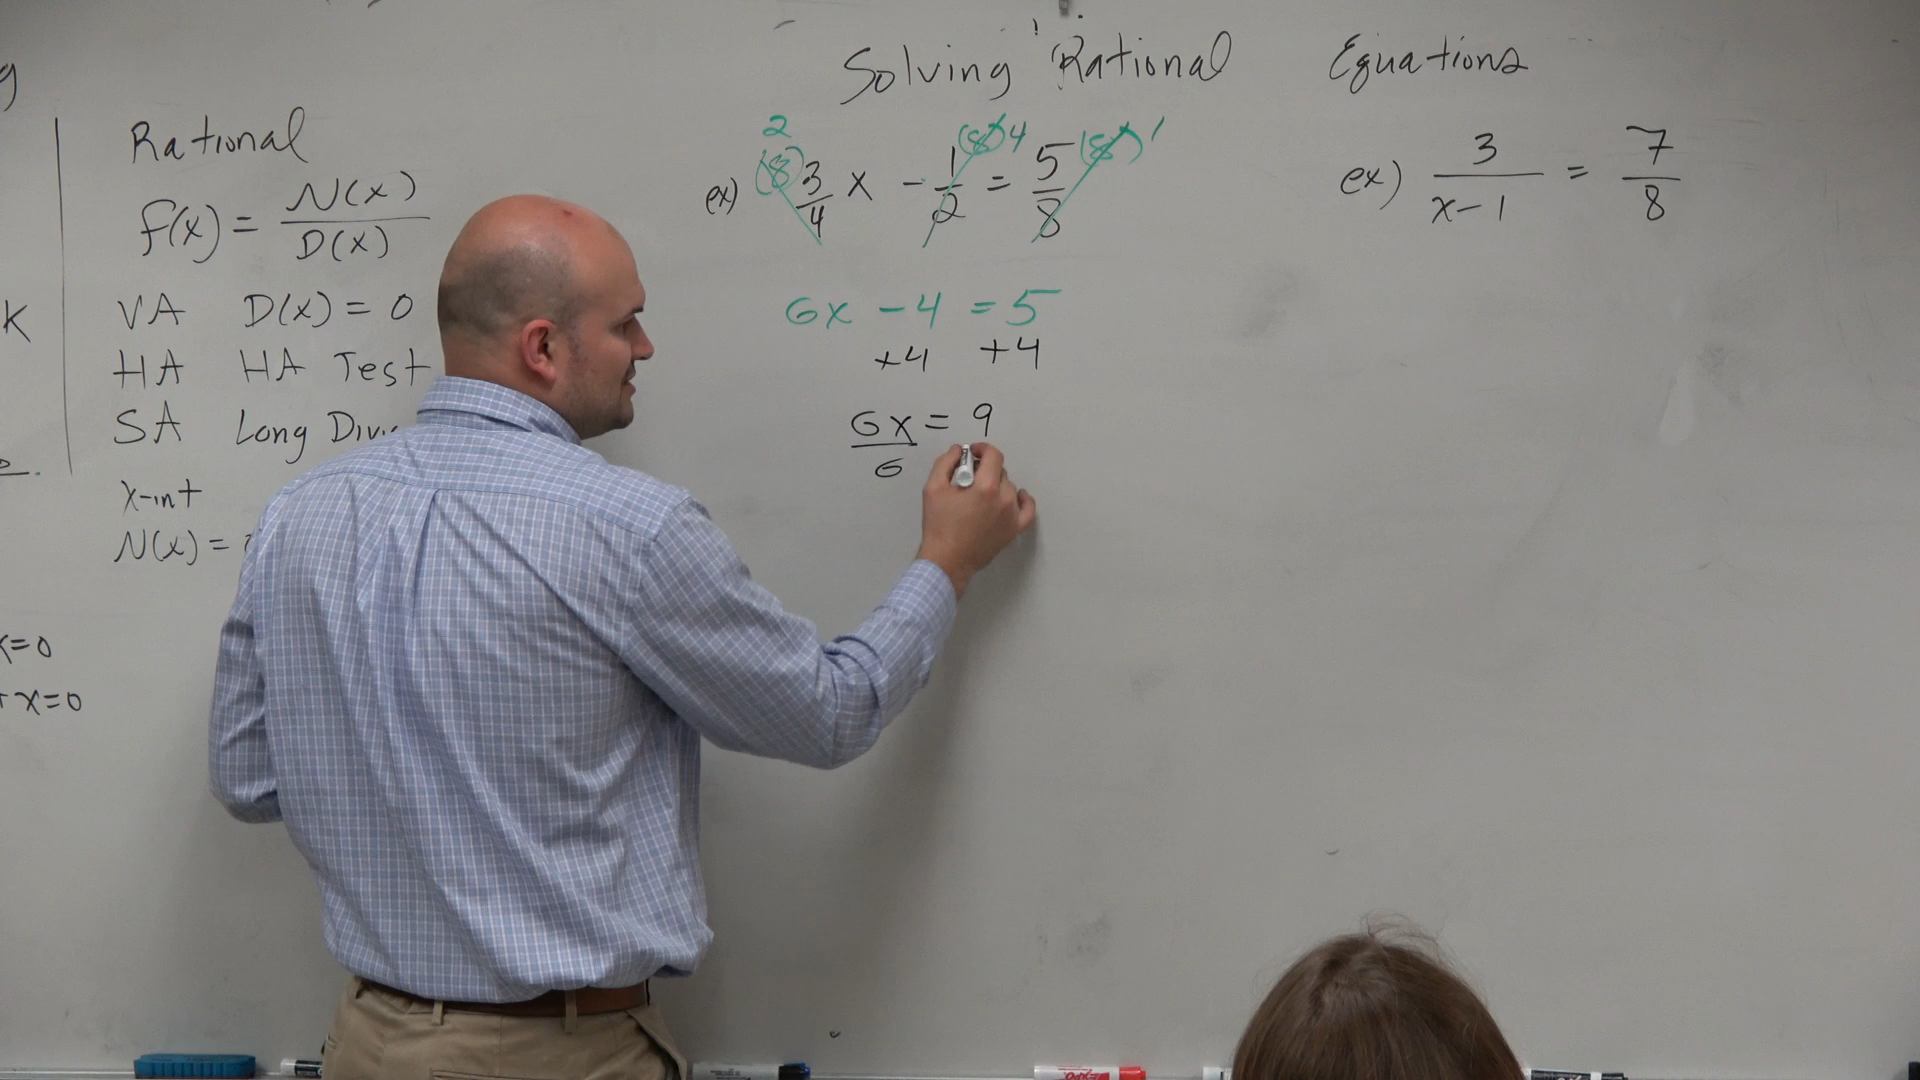 Solving Rational Equations
g
K
x=0
x=0
Rational
f(x) = N(x) / D(x)
VA D(x) = 0
HA HA Test
SA Long
x-int
N(x) =
2 (8) 4 1
ex) (8) 3/4 x - 1/2 = 5/8 (8)
6x - 4 = 5
+4 +4
6x = 9
6
ex) 3/(x-1) = 7/8
EXPO